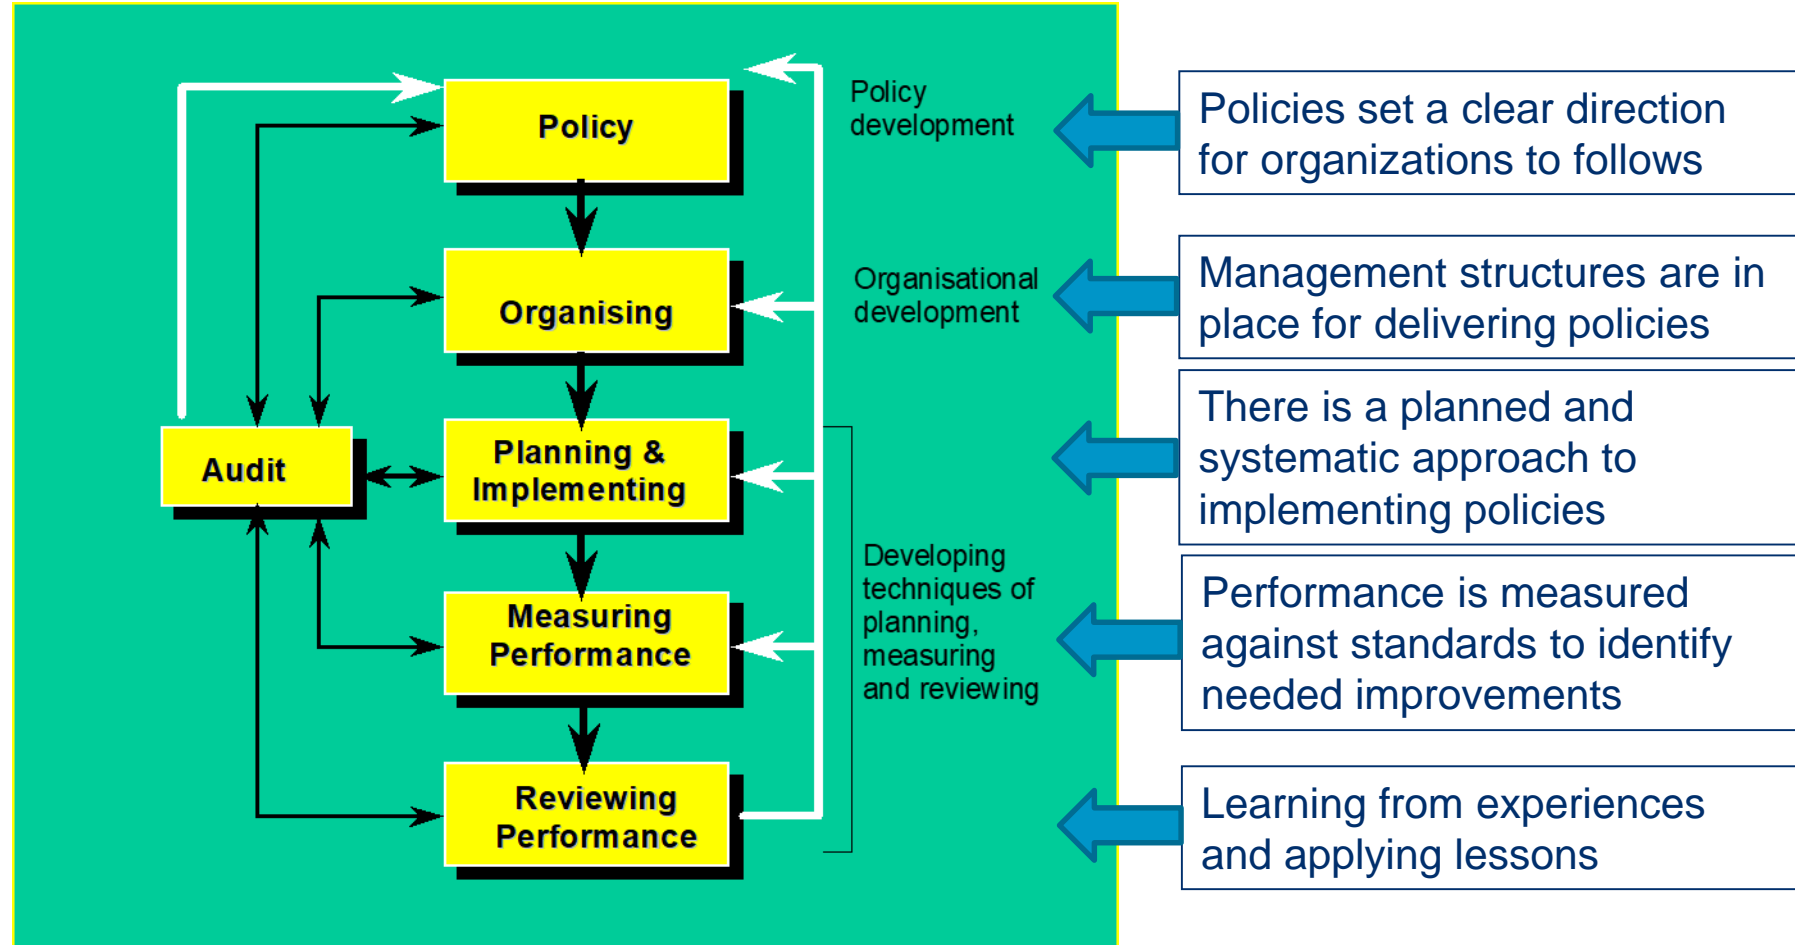 Policy
Organising
Audit
Planning &
Implementing
Measuring
Performance
Reviewing
Performance
Policy
development
Organisational
development
Developing
techniques of
planning,
measuring
and reviewing
Policies set a clear direction
for organizations to follows
Management structures are in
place for delivering policies
There is a planned and
systematic approach to
implementing policies
Performance is measured
against standards to identify
needed improvements
Learning from experiences
and applying lessons